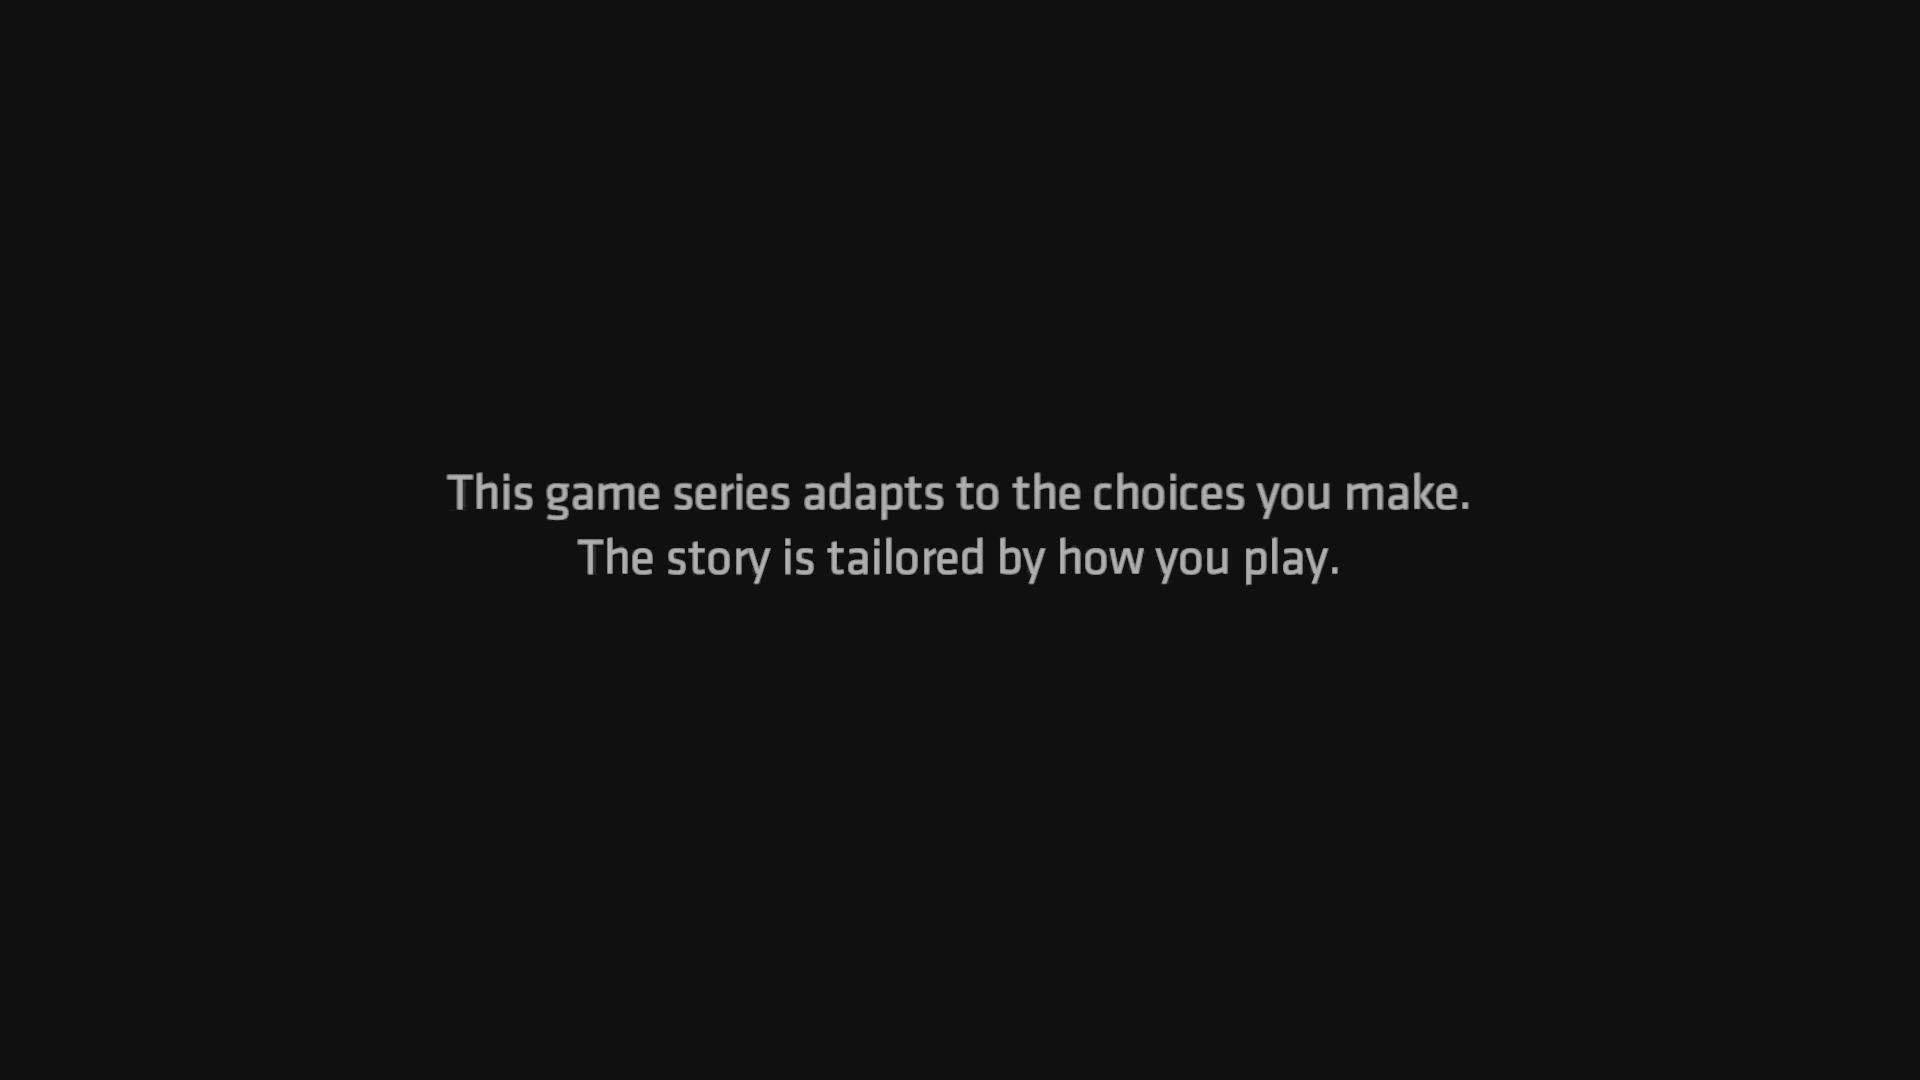 This game series adapts to the choices you make.
The story is tailored by how you play.